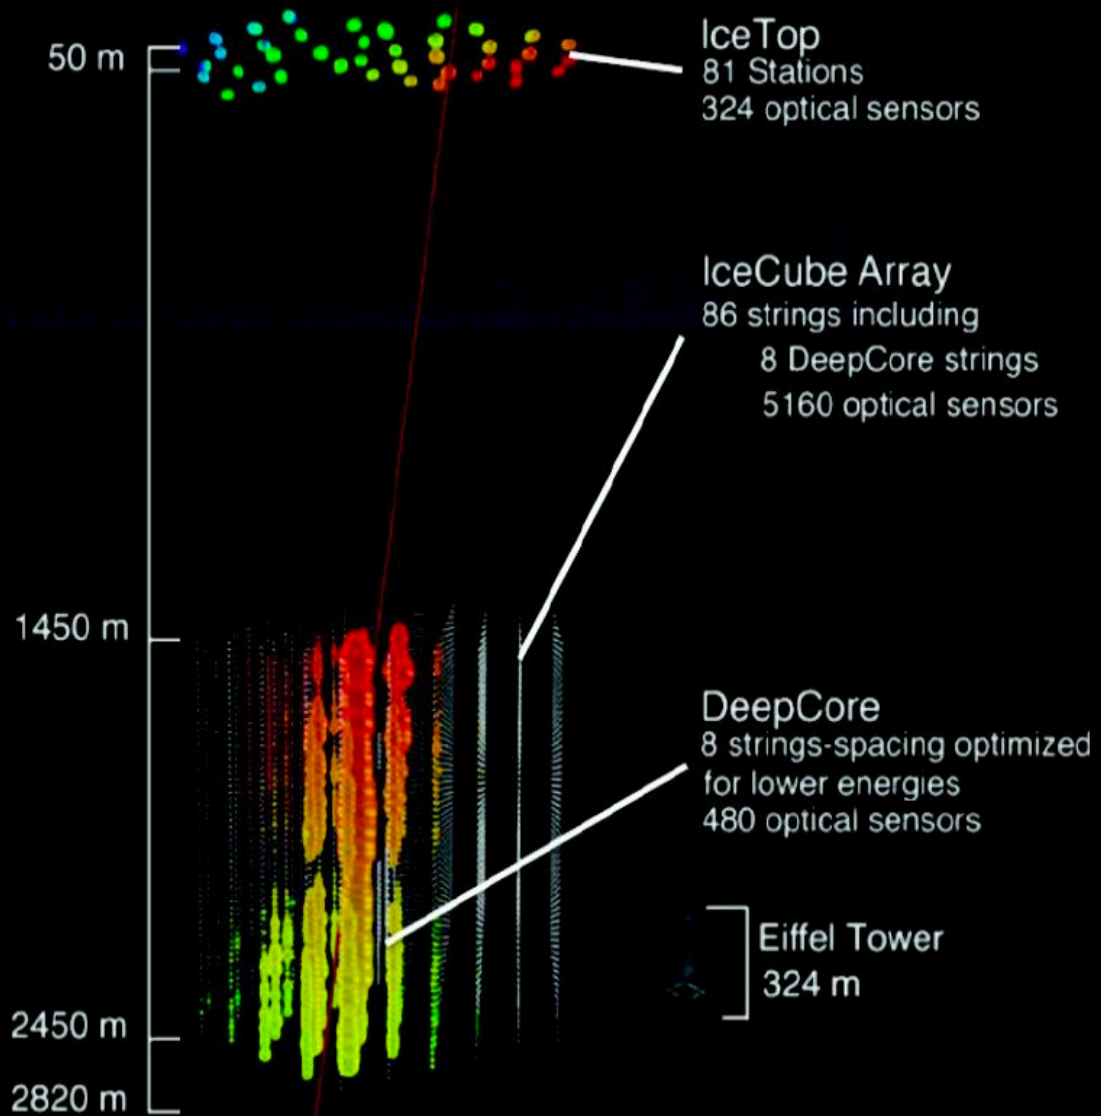 50 m
IceTop
81 Stations
324 optical sensors
IceCube Array
86 strings including
8 DeepCore strings
5160 optical sensors
1450 m
DeepCore
8 strings-spacing optimized
for lower energies
480 optical sensors
Eiffel Tower
324 m
2450 m
2820 m